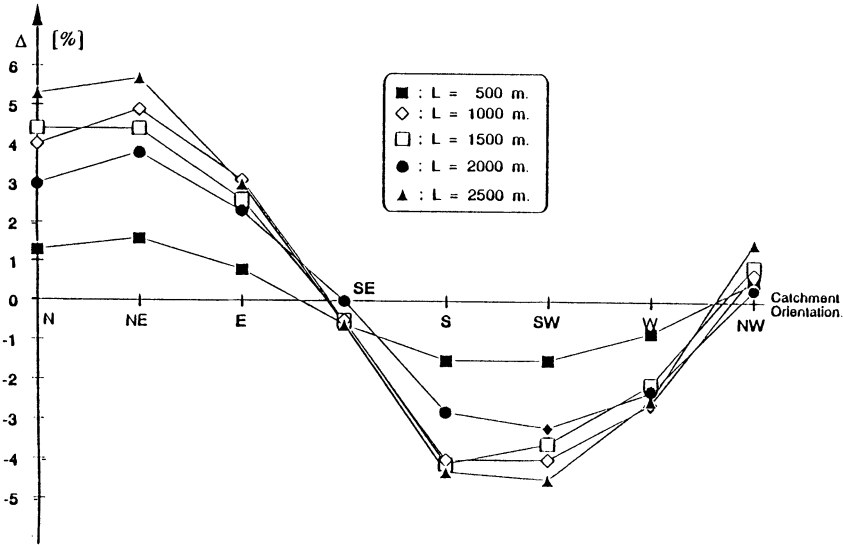 Δ [%]
6
5
4
3
2
1
0
-1
-2
-3
-4
-5
: L = 500 m.
: L = 1000 m.
: L = 1500 m.
: L = 2000 m.
: L = 2500 m.
N
NE
E
SE
S
SW
W
NW
Catchment
Orientation.